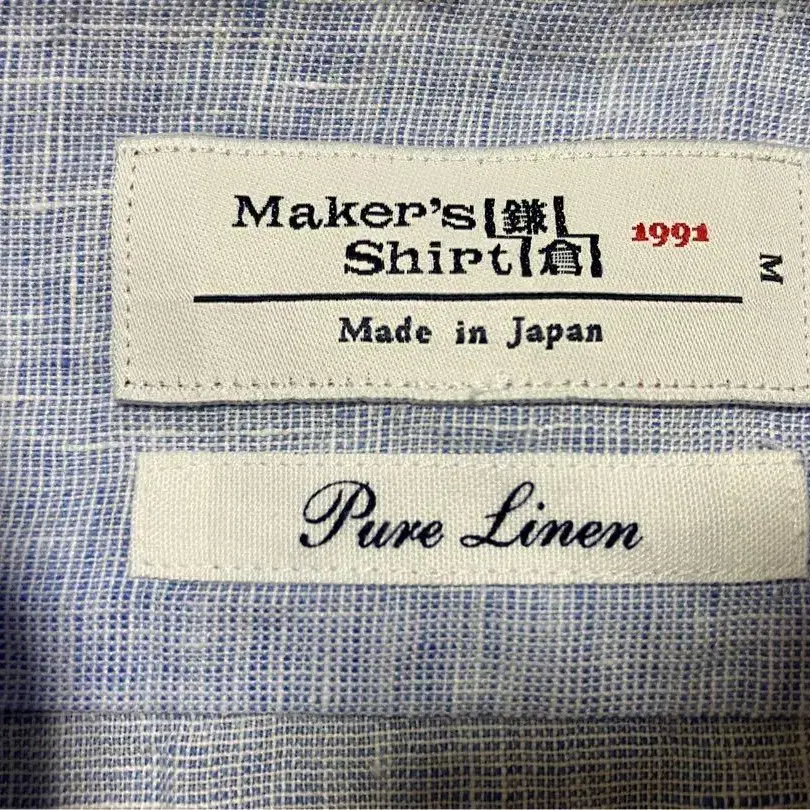 Maker's 鎌
Shirt 倉 1991
M
Made in Japan
Pure Linen